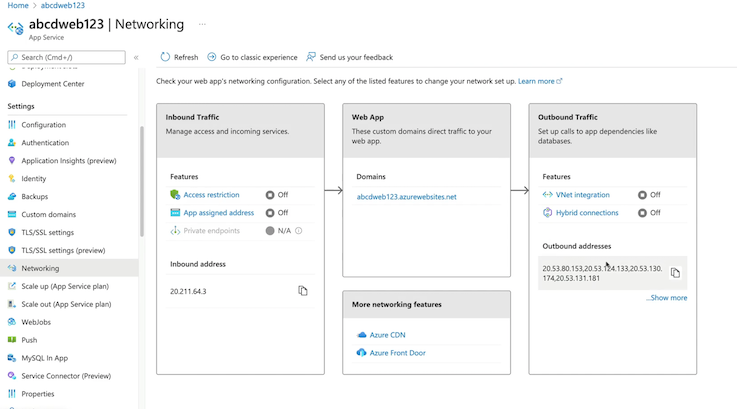 Home > abcdweb123
abcdweb123 | Networking ...
App Service
Search (Cmd+/) «
Deployment Center
Settings
Configuration
Authentication
Application Insights (preview)
Identity
Backups
Custom domains
TLS/SSL settings
TLS/SSL settings (preview)
Networking
Scale up (App Service plan)
Scale out (App Service plan)
WebJobs
Push
MySQL In App
Service Connector (Preview)
Properties
Refresh Go to classic experience Send us your feedback
Check your web app's networking configuration. Select any of the listed features to change your network set up. Learn more
Inbound Traffic
Manage access and incoming services.
Features
Access restriction Off
App assigned address Off
Private endpoints N/A
Inbound address
20.211.64.3
Web App
These custom domains direct traffic to your
web app.
Domains
abcdweb123.azurewebsites.net
More networking features
Azure CDN
Azure Front Door
Outbound Traffic
Set up calls to app dependencies like
databases.
Features
VNet integration Off
Hybrid connections Off
Outbound addresses
20.53.80.153,20.53.124.133,20.53.130.
174,20.53.131.181
...Show more